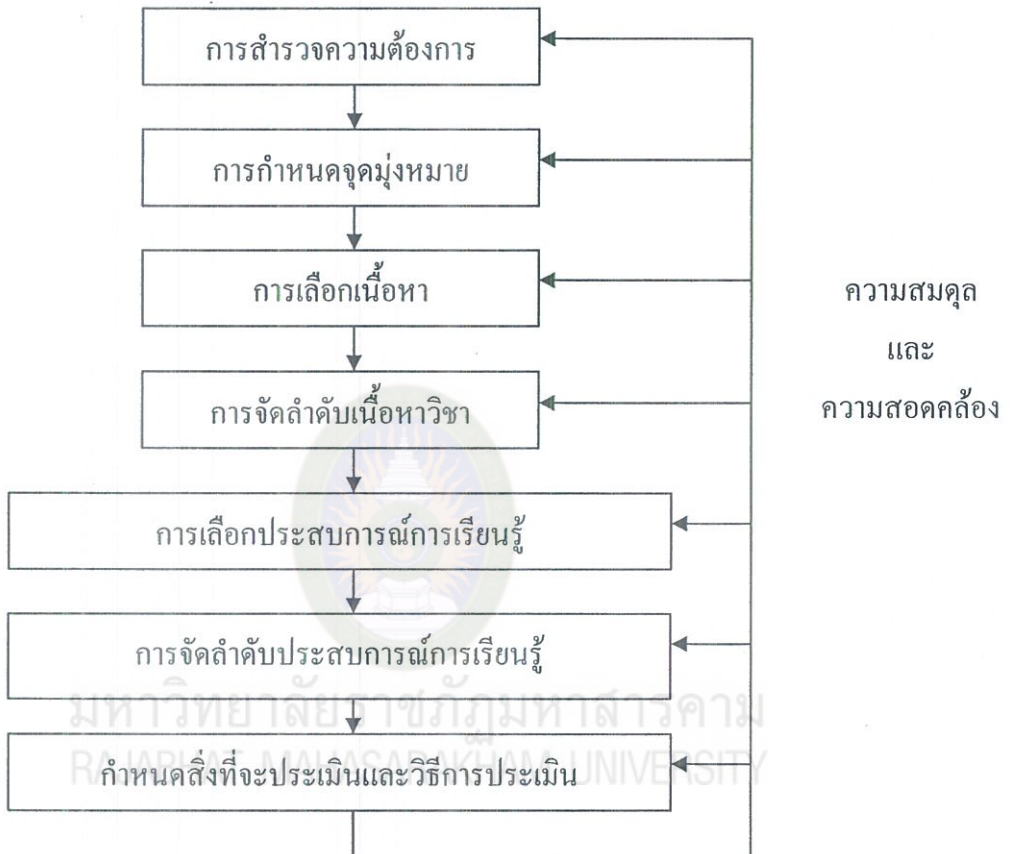 การสำรวจความต้องการ
การกำหนดจุดมุ่งหมาย
การเลือกเนื้อหา
การจัดลำดับเนื้อหาวิชา
การเลือกประสบการณ์การเรียนรู้
การจัดลำดับประสบการณ์การเรียนรู้
กำหนดสิ่งที่จะประเมินและวิธีการประเมิน
ความสมดุล
และ
ความสอดคล้อง
มหาวิทยาลัยราชภัฏมหาสารคาม
RAJABHAT MAHASARAKHAM UNIVERSITY